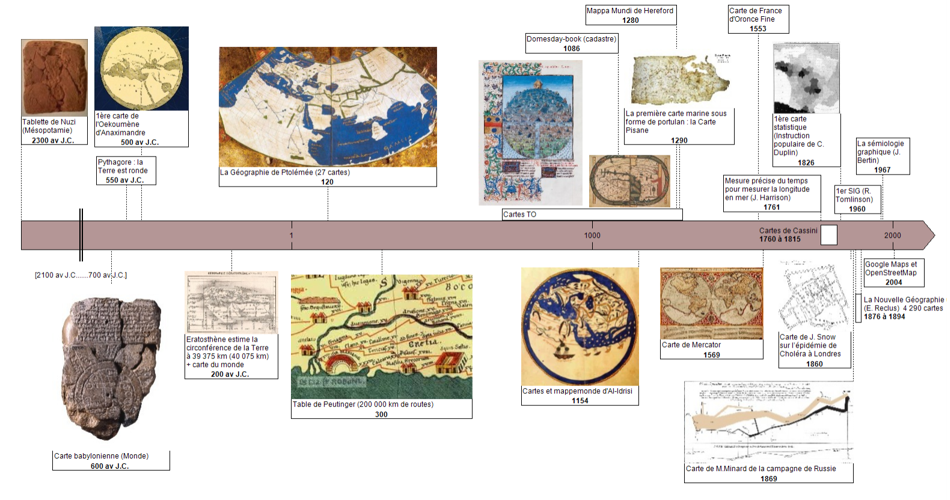 Mappa Mundi de Hereford
1280
Carte de France
d'Oronce Fine
1553
Domesday-book (cadastre)
1086
Tablette de Nuzi
(Mésopotamie)
2300 av J.C.
1ère carte de
l'Oekoumène
d'Anaximandre
500 av J.C.
Pythagore : la
Terre est ronde
550 av J.C.
La Géographie de Ptolémée (27 cartes)
120
La première carte marine sous
forme de portulan : la Carte
Pisane
1290
1ère carte
statistique
(Instruction
populaire de C.
Duplin)
1826
La sémiologie
graphique (J.
Bertin)
1967
Mesure précise du temps
pour mesurer la longitude
en mer (J. Harrison)
1761
1er SIG (R.
Tomlinson)
1960
Cartes TO
1
1000
Cartes de Cassini
1760 à 1815
2000
[2100 av J.C......700 av J.C.]
Google Maps et
OpenStreetMap
2004
La Nouvelle Géographie
(E. Reclus) 4 290 cartes
1876 à 1894
Eratosthène estime la
circonférence de la Terre
à 39 375 km (40 075 km)
+ carte du monde
200 av J.C.
Carte de Mercator
1569
Carte de J. Snow
sur l'épidémie de
Choléra à Londres
1860
Table de Peutinger (200 000 km de routes)
300
Cartes et mappemonde d'Al-Idrisi
1154
Carte babylonienne (Monde)
600 av J.C.
Carte de M.Minard de la campagne de Russie
1869